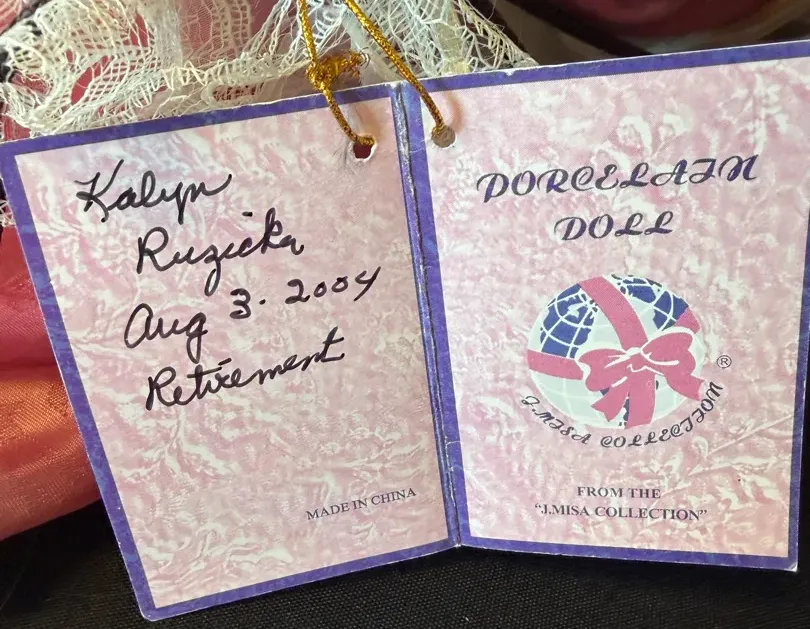 Kalyn
Ruzicka
Aug 3. 2004
Retirement
MADE IN CHINA
PORCELAIN
DOLL
®
J.MISA COLLECTION
FROM THE
"J.MISA COLLECTION"